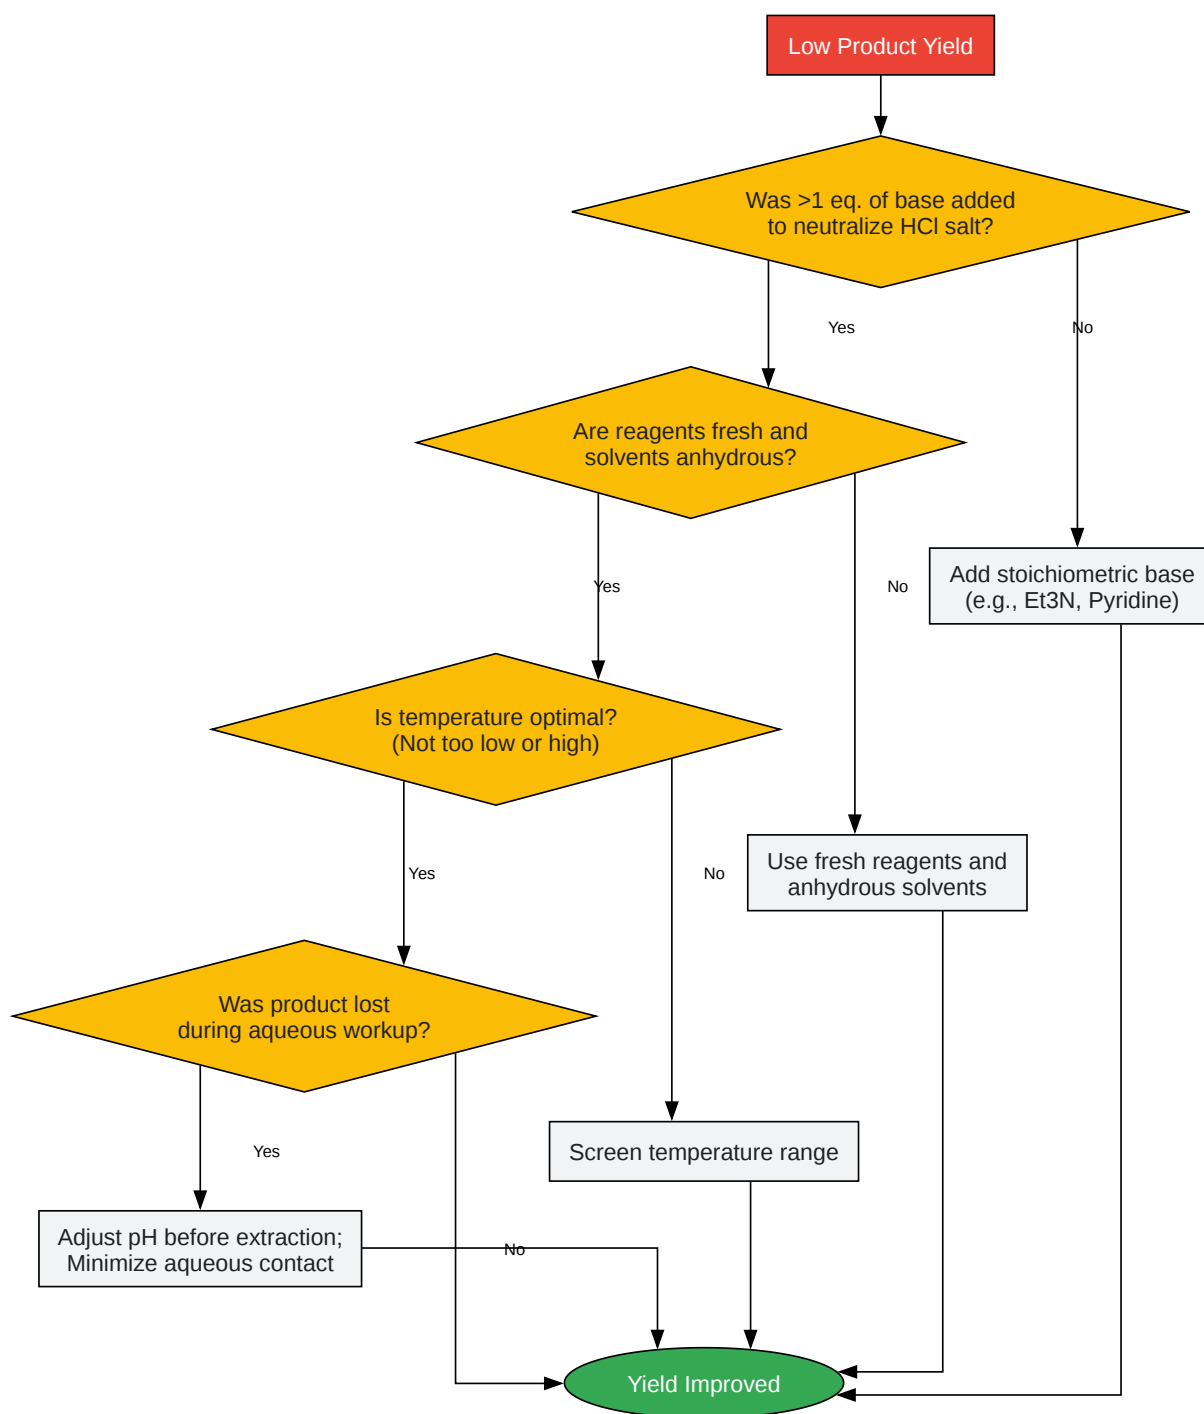 Low Product Yield
Was >1 eq. of base added
to neutralize HCl salt?
Yes
No
Are reagents fresh and
solvents anhydrous?
Yes
No
Add stoichiometric base
(e.g., Et3N, Pyridine)
Is temperature optimal?
(Not too low or high)
Yes
No
Use fresh reagents and
anhydrous solvents
Was product lost
during aqueous workup?
Yes
No
Screen temperature range
Adjust pH before extraction;
Minimize aqueous contact
Yield Improved